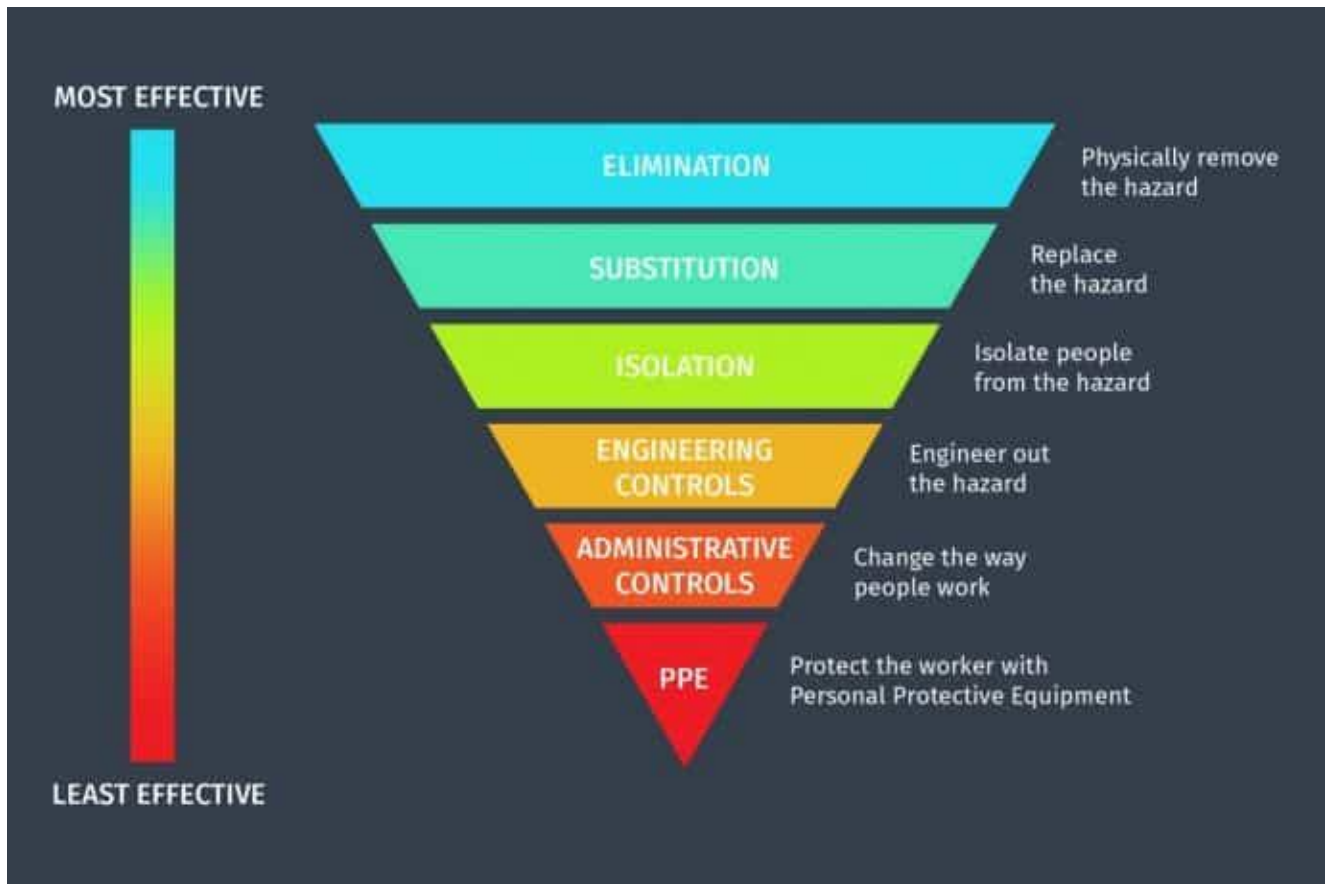 MOST EFFECTIVE
ELIMINATION
Physically remove
the hazard
SUBSTITUTION
Replace
the hazard
ISOLATION
Isolate people
from the hazard
ENGINEERING
CONTROLS
Engineer out
the hazard
ADMINISTRATIVE
CONTROLS
Change the way
people work
PPE
Protect the worker with
Personal Protective Equipment
LEAST EFFECTIVE